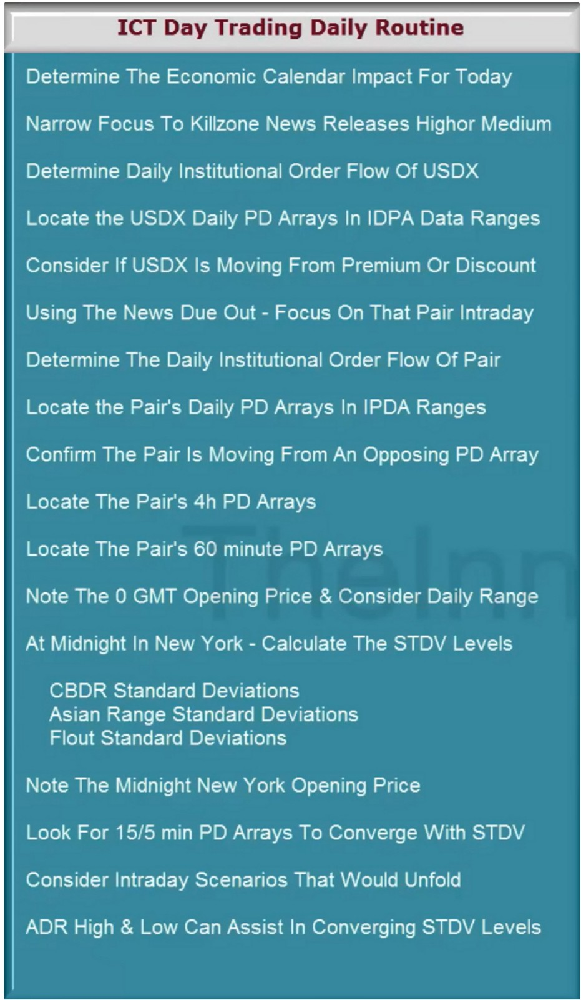 ICT Day Trading Daily Routine
Determine The Economic Calendar Impact For Today
Narrow Focus To Killzone News Releases Highor Medium
Determine Daily Institutional Order Flow Of USDX
Locate the USDX Daily PD Arrays In IDPA Data Ranges
Consider If USDX Is Moving From Premium Or Discount
Using The News Due Out - Focus On That Pair Intraday
Determine The Daily Institutional Order Flow Of Pair
Locate the Pair's Daily PD Arrays In IPDA Ranges
Confirm The Pair Is Moving From An Opposing PD Array
Locate The Pair's 4h PD Arrays
Locate The Pair's 60 minute PD Arrays
TheInn
Note The 0 GMT Opening Price & Consider Daily Range
At Midnight In New York - Calculate The STDV Levels
CBDR Standard Deviations
Asian Range Standard Deviations
Flout Standard Deviations
Note The Midnight New York Opening Price
Look For 15/5 min PD Arrays To Converge With STDV
Consider Intraday Scenarios That Would Unfold
ADR High & Low Can Assist In Converging STDV Levels